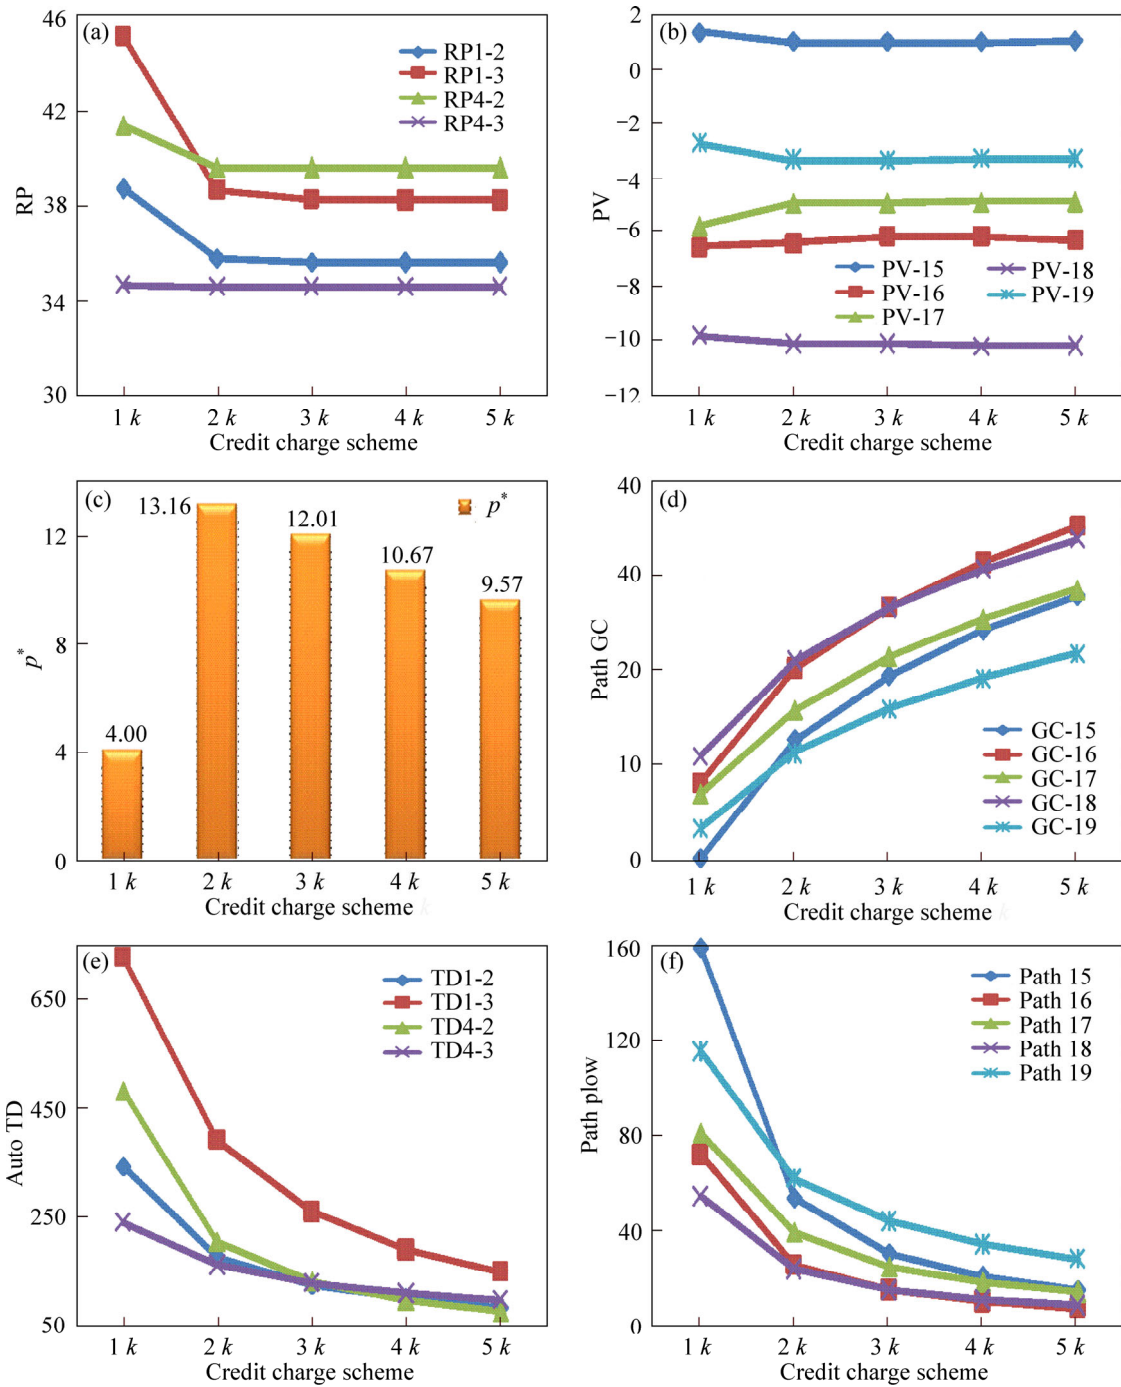 (a)
46
42
38
34
30
RP
RP1-2
RP1-3
RP4-2
RP4-3
1 k 2 k 3 k 4 k 5 k
Credit charge scheme
(b)
2
0
−2
−4
−6
−8
−10
−12
PV
PV-15
PV-16
PV-17
PV-18
PV-19
1 k 2 k 3 k 4 k 5 k
Credit charge scheme
(c)
12
8
4
0
p*
p*
4.00
13.16
12.01
10.67
9.57
1 k 2 k 3 k 4 k 5 k
Credit charge scheme
(d)
40
40
20
10
0
Path GC
GC-15
GC-16
GC-17
GC-18
GC-19
1 k 2 k 3 k 4 k 5 k
Credit charge scheme
(e)
650
450
250
50
Auto TD
TD1-2
TD1-3
TD4-2
TD4-3
1 k 2 k 3 k 4 k 5 k
Credit charge scheme
(f)
160
120
80
40
0
Path plow
Path 15
Path 16
Path 17
Path 18
Path 19
1 k 2 k 3 k 4 k 5 k
Credit charge scheme